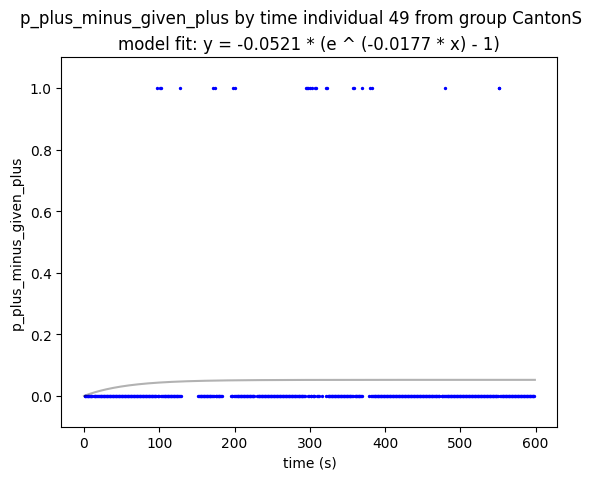 p_plus_minus_given_plus by time individual 49 from group CantonS
model fit: y = -0.0521 * (e ^ (-0.0177 * x) - 1)
1.0
0.8
0.6
0.4
0.2
0.0
p_plus_minus_given_plus
0 100 200 300 400 500 600
time (s)